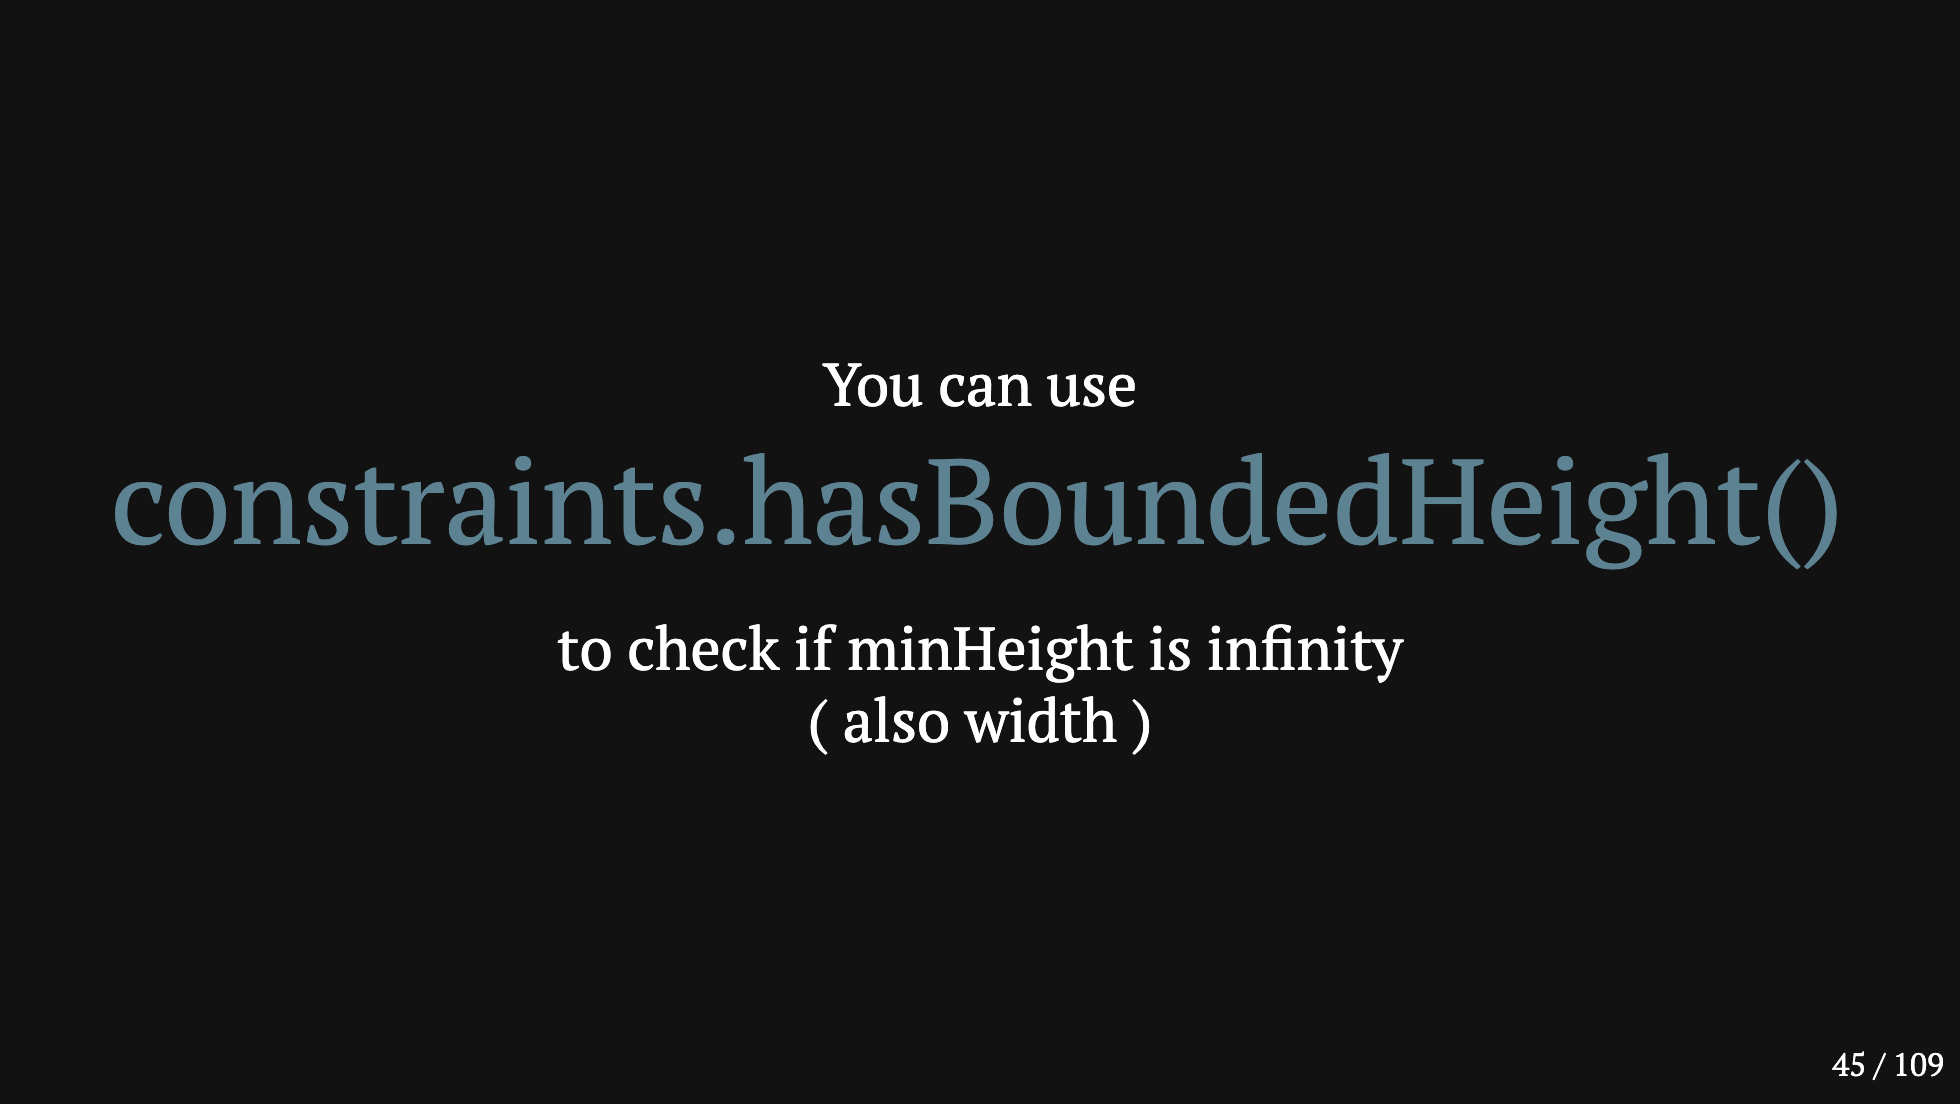 You can use
constraints.hasBoundedHeight()
to check if minHeight is infinity
( also width )
45 / 109